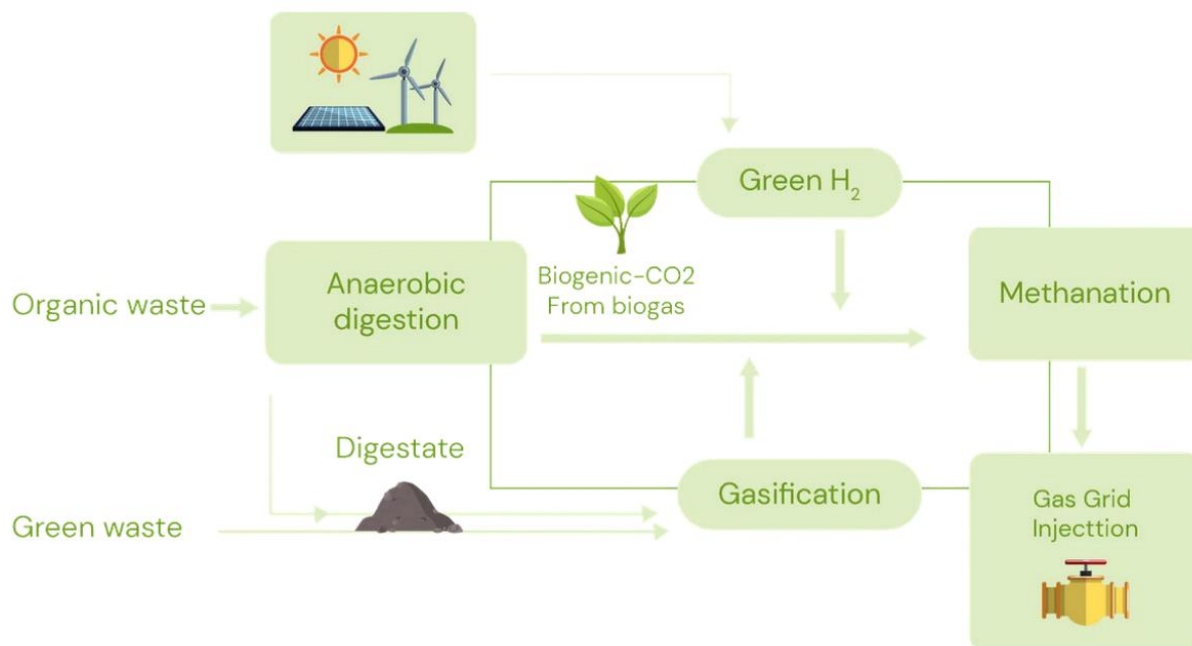 Green H₂
Anaerobic
digestion
Biogenic-CO2
From biogas
Methanation
Organic waste
Digestate
Gasification
Green waste
Gas Grid
Injecttion